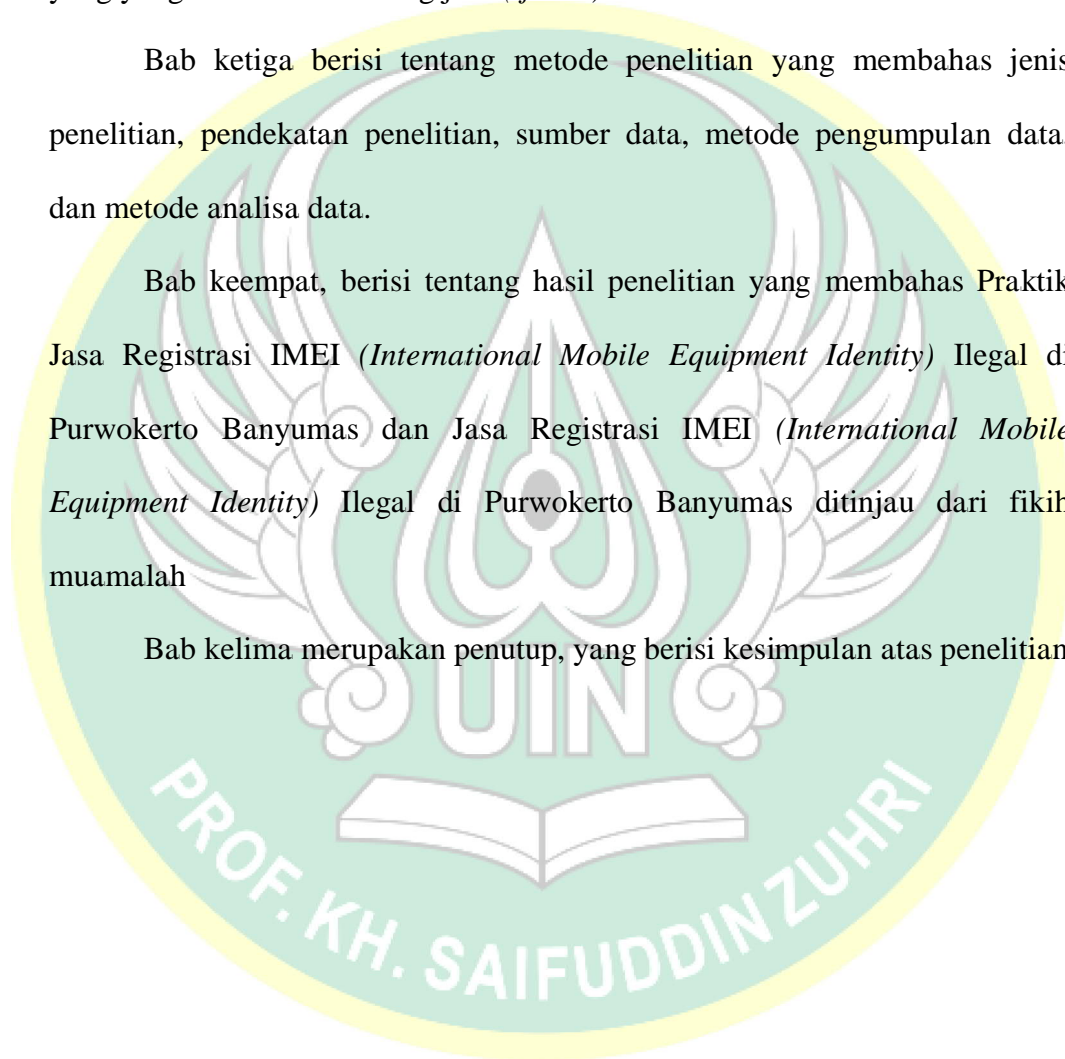 Bab ketiga berisi tentang metode penelitian yang membahas jenis
penelitian, pendekatan penelitian, sumber data, metode pengumpulan data,
dan metode analisa data.
Bab keempat, berisi tentang hasil penelitian yang membahas Praktik
Jasa Registrasi IMEI (International Mobile Equipment Identity) Ilegal di
Purwokerto Banyumas dan Jasa Registrasi IMEI (International Mobile
Equipment Identity) Ilegal di Purwokerto Banyumas ditinjau dari fikih
muamalah
Bab kelima merupakan penutup, yang berisi kesimpulan atas penelitian
UIN
PROF. KH. SAIFUDDIN ZUHRI